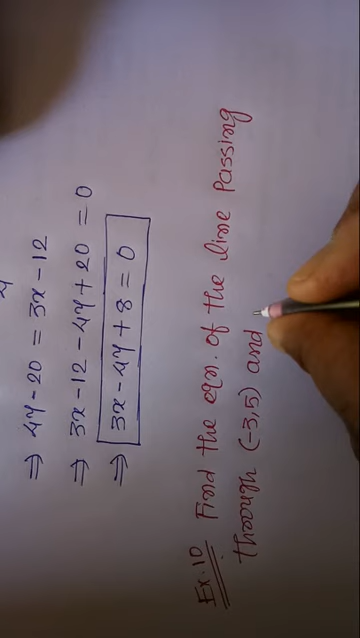 ⇒ 4y - 20 = 3x - 12
⇒ 3x - 12 - 4y + 20 = 0
⇒ 3x - 4y + 8 = 0
Ex. 10 Find the eqn. of the line passing
through (-3,5) and